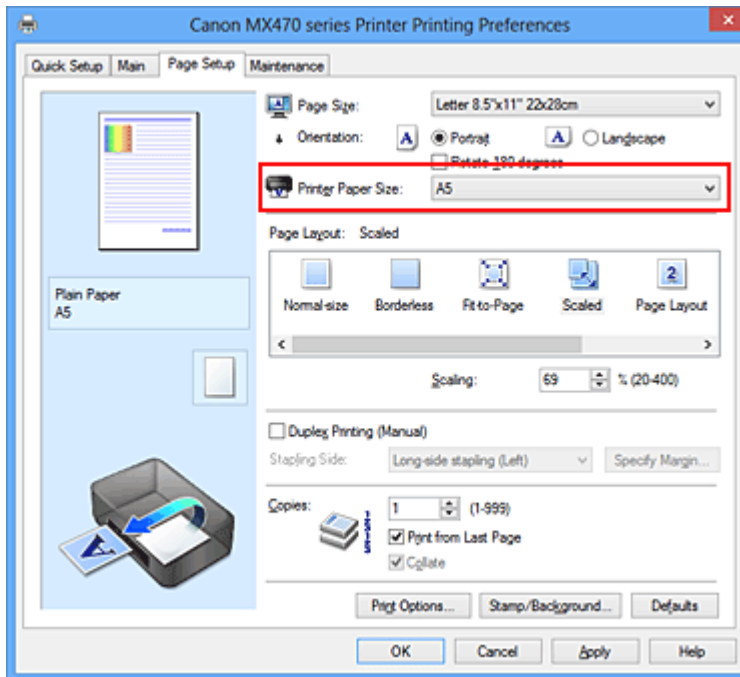 Canon MX470 series Printer Printing Preferences
Quick Setup Main Page Setup Maintenance
Page Size: Letter 8.5"x11" 22x28cm
Orientation: A Portrait A Landscape
Rotate 180 degrees
Printer Paper Size: A5
Page Layout: Scaled
Normal-size Borderless Fit-to-Page Scaled 2 Page Layout
Plain Paper
A5
Scaling: 69 % (20-400)
Duplex Printing (Manual)
Stapling Side: Long-side stapling (Left) Specify Margin...
Copies: 1 (1-999)
Print from Last Page
Collate
A
Print Options... Stamp/Background... Defaults
OK Cancel Apply Help